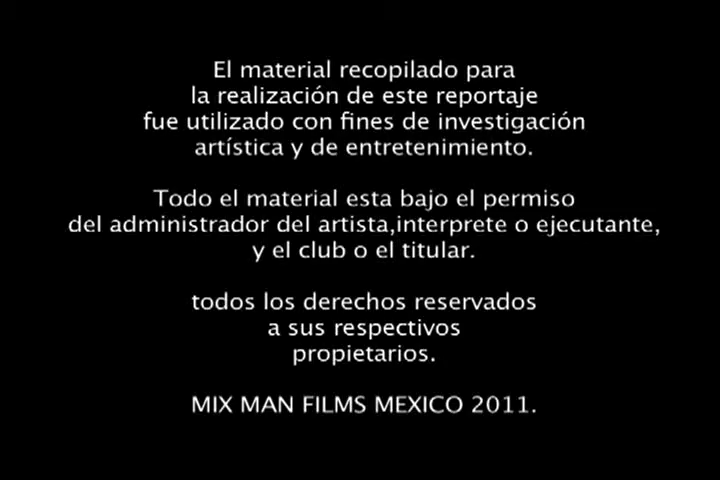 El material recopilado para
la realización de este reportaje
fue utilizado con fines de investigación
artística y de entretenimiento.
Todo el material esta bajo el permiso
del administrador del artista,interprete o ejecutante,
y el club o el titular.
todos los derechos reservados
a sus respectivos
propietarios.
MIX MAN FILMS MEXICO 2011.